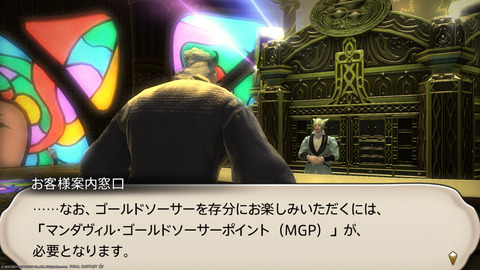 お客様案内窓口
……なお、ゴールドソーサーを存分にお楽しみいただくには、
「マンダヴィル･ゴールドソーサーポイント（MGP）」が、
必要となります。